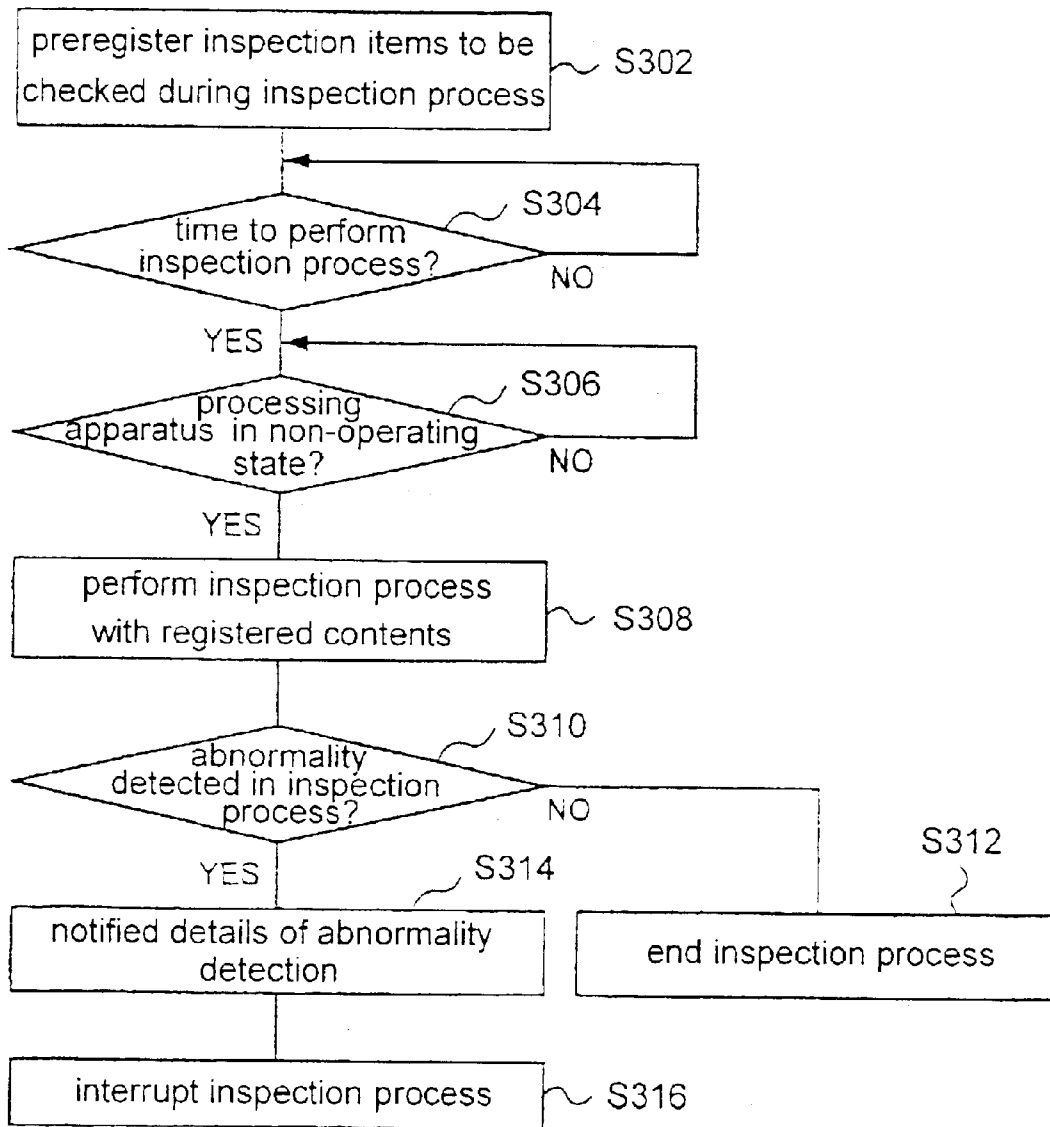 preregister inspection items to be
checked during inspection process
S302
S304
time to perform
inspection process?
NO
YES
S306
processing
apparatus in non-operating
state?
NO
YES
perform inspection process
with registered contents
S308
S310
abnormality
detected in inspection
process?
NO
YES
S314
S312
notified details of abnormality
detection
end inspection process
interrupt inspection process
S316